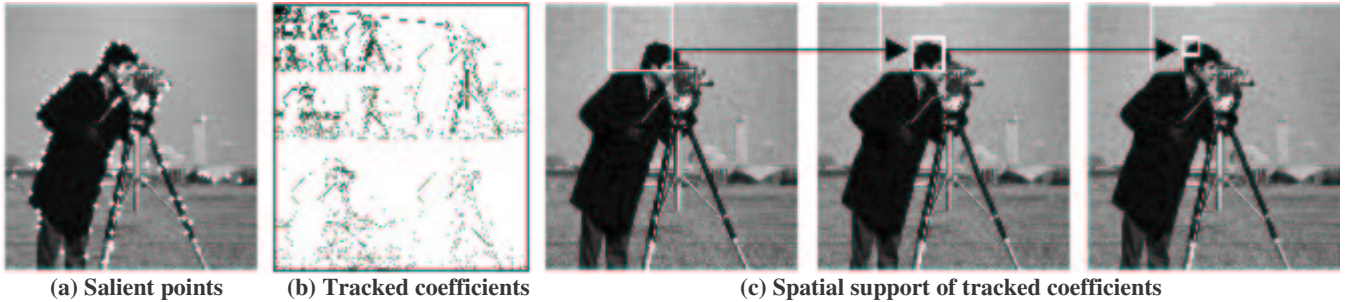 (a) Salient points
(b) Tracked coefficients
(c) Spatial support of tracked coefficients